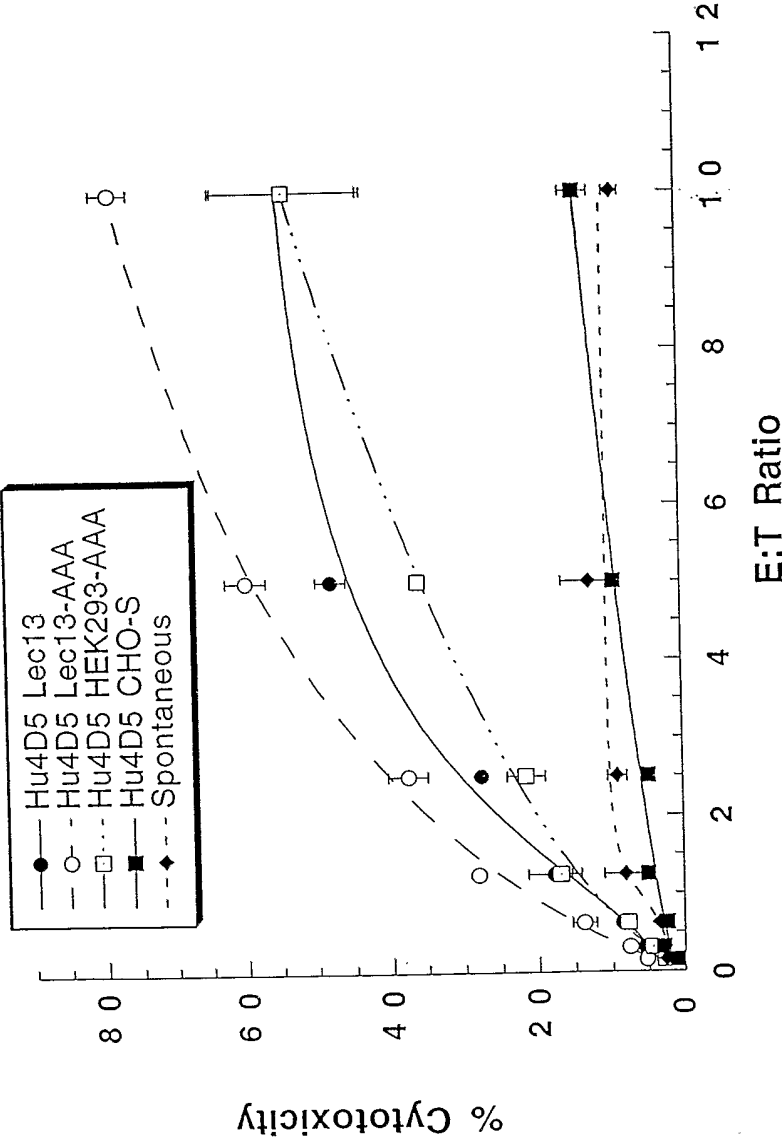 Hu4D5 Lec13
Hu4D5 Lec13-AAA
Hu4D5 HEK293-AAA
Hu4D5 CHO-S
Spontaneous
% Cytotoxicity
80
60
40
20
0
0
2
4
6
8
10
12
E:T Ratio